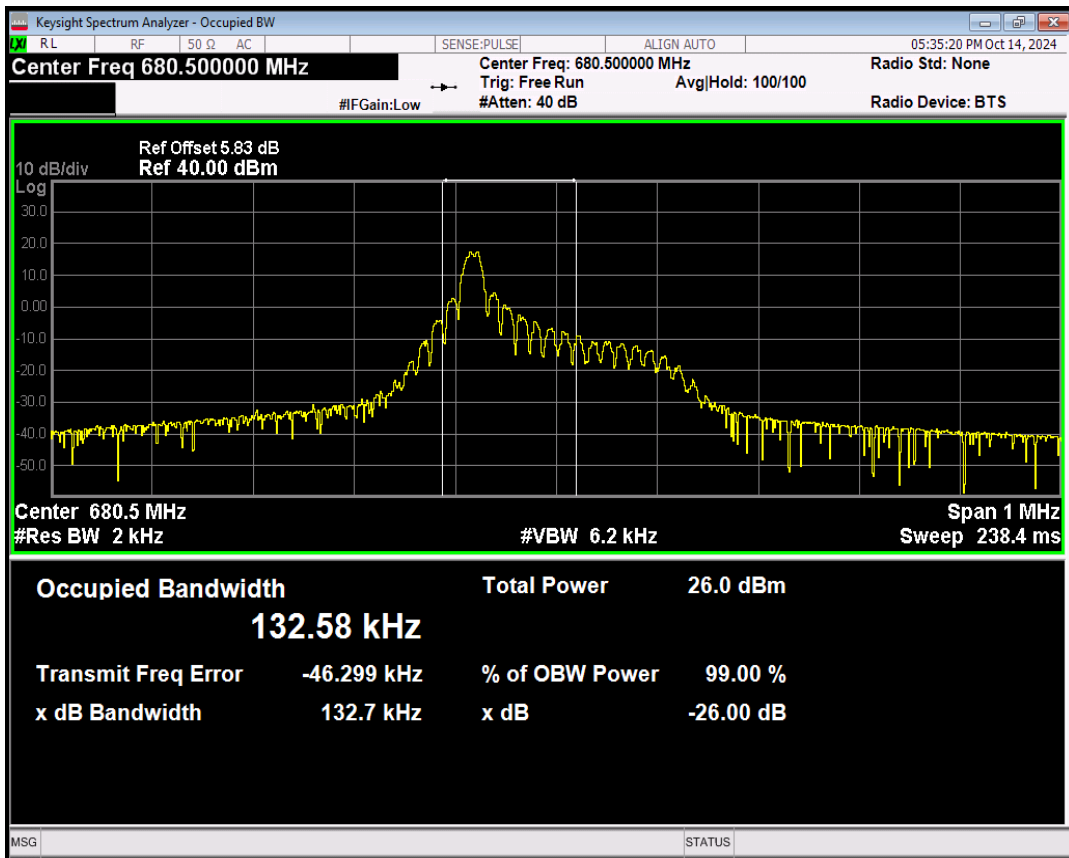 Keysight Spectrum Analyzer - Occupied BW
LXI RL RF 50 Ω AC SENSE:PULSE ALIGN AUTO 05:35:20 PM Oct 14, 2024
Center Freq 680.500000 MHz Center Freq: 680.500000 MHz Radio Std: None
Trig: Free Run Avg|Hold: 100/100
#IFGain:Low #Atten: 40 dB Radio Device: BTS
Ref Offset 5.83 dB
10 dB/div Ref 40.00 dBm
Log
30.0
20.0
10.0
0.00
-10.0
-20.0
-30.0
-40.0
-50.0
Center 680.5 MHz Span 1 MHz
#Res BW 2 kHz #VBW 6.2 kHz Sweep 238.4 ms
Occupied Bandwidth Total Power 26.0 dBm
132.58 kHz
Transmit Freq Error -46.299 kHz % of OBW Power 99.00 %
x dB Bandwidth 132.7 kHz x dB -26.00 dB
MSG STATUS